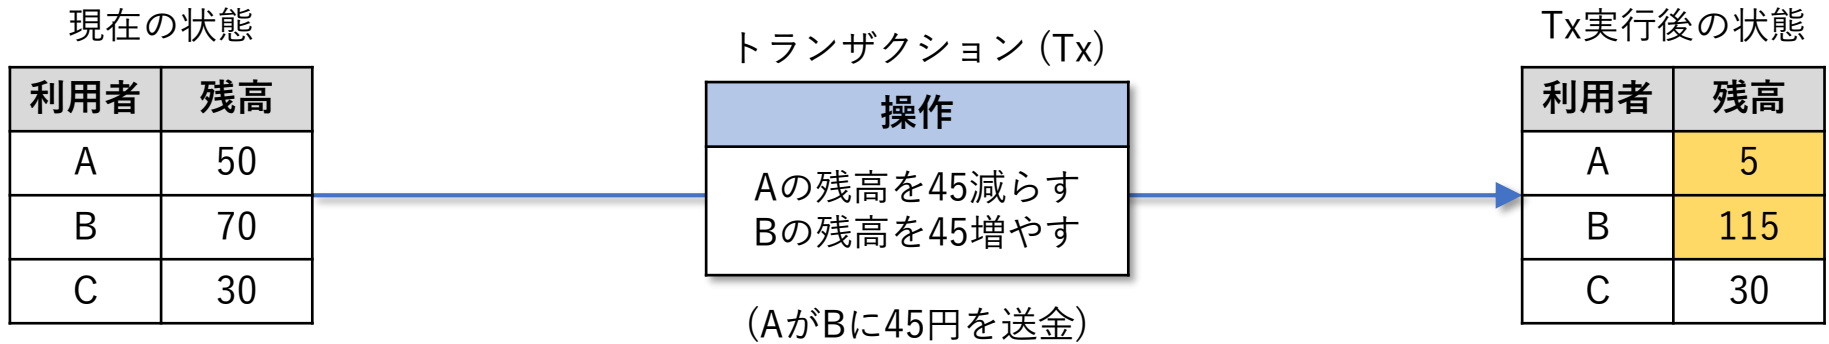 現在の状態
利用者 残高
A 50
B 70
C 30
トランザクション (Tx)
操作
Aの残高を45減らす
Bの残高を45増やす
(AがBに45円を送金)
Tx実行後の状態
利用者 残高
A 5
B 115
C 30